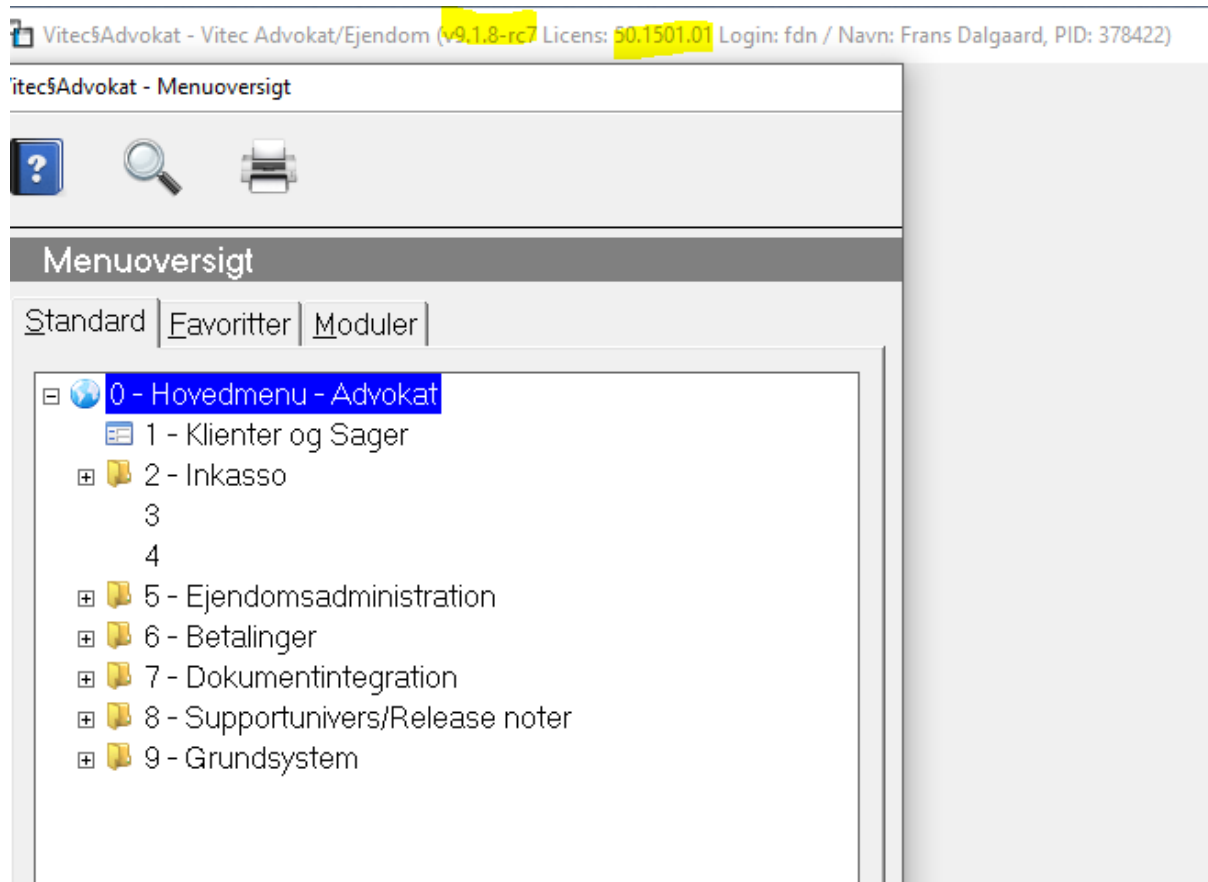 Vitec§Advokat - Vitec Advokat/Ejendom (v9.1.8-rc7 Licens: 50.1501.01 Login: fdn / Navn: Frans Dalgaard, PID: 378422)
itec§Advokat - Menuoversigt
?
Menuoversigt
Standard Favoritter Moduler
0 - Hovedmenu - Advokat
1 - Klienter og Sager
2 - Inkasso
3
4
5 - Ejendomsadministration
6 - Betalinger
7 - Dokumentintegration
8 - Supportunivers/Release noter
9 - Grundsystem